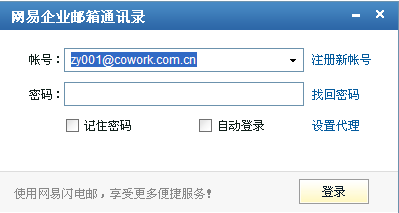 网易企业邮箱通讯录
帐号： zy001@cowork.com.cn 注册新帐号
密码： 找回密码
记住密码 自动登录 设置代理
使用网易闪电邮，享受更多便捷服务！ 登录